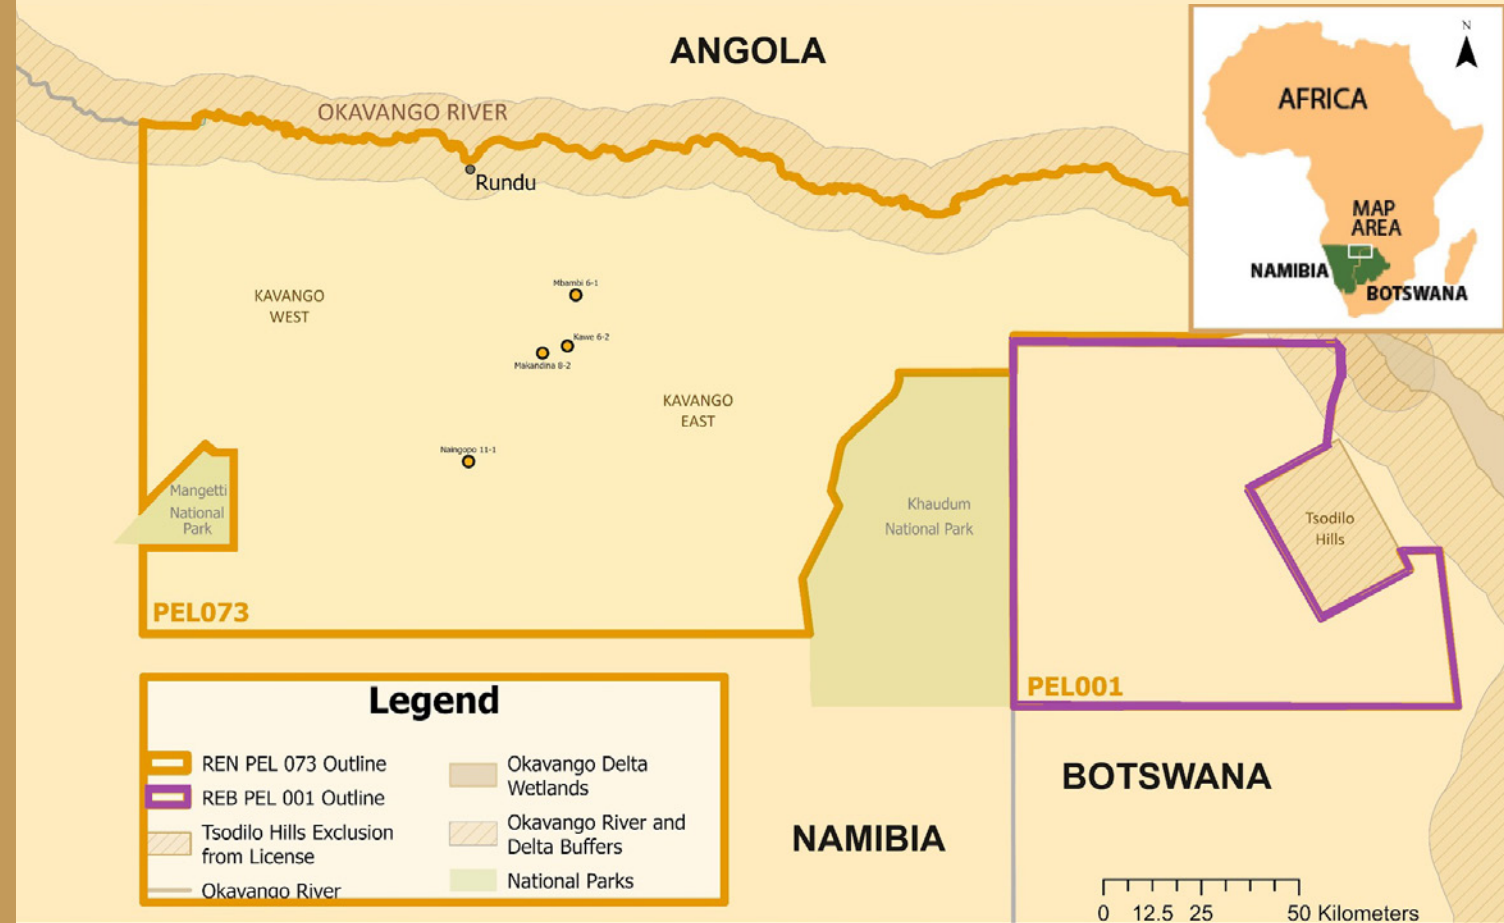 ANGOLA
OKAVANGO RIVER
Rundu
N
AFRICA
MAP
AREA
NAMIBIA
BOTSWANA
KAVANGO
WEST
Mbambi 6-1
Kawe 6-2
Makandina 8-2
KAVANGO
EAST
Naingopo 11-1
Mangetti
National
Park
Khaudum
National Park
Tsodilo
Hills
PEL073
PEL001
Legend
REN PEL 073 Outline
REB PEL 001 Outline
Tsodilo Hills Exclusion
from License
Okavango River
Okavango Delta
Wetlands
Okavango River and
Delta Buffers
National Parks
NAMIBIA
BOTSWANA
0 12.5 25 50 Kilometers